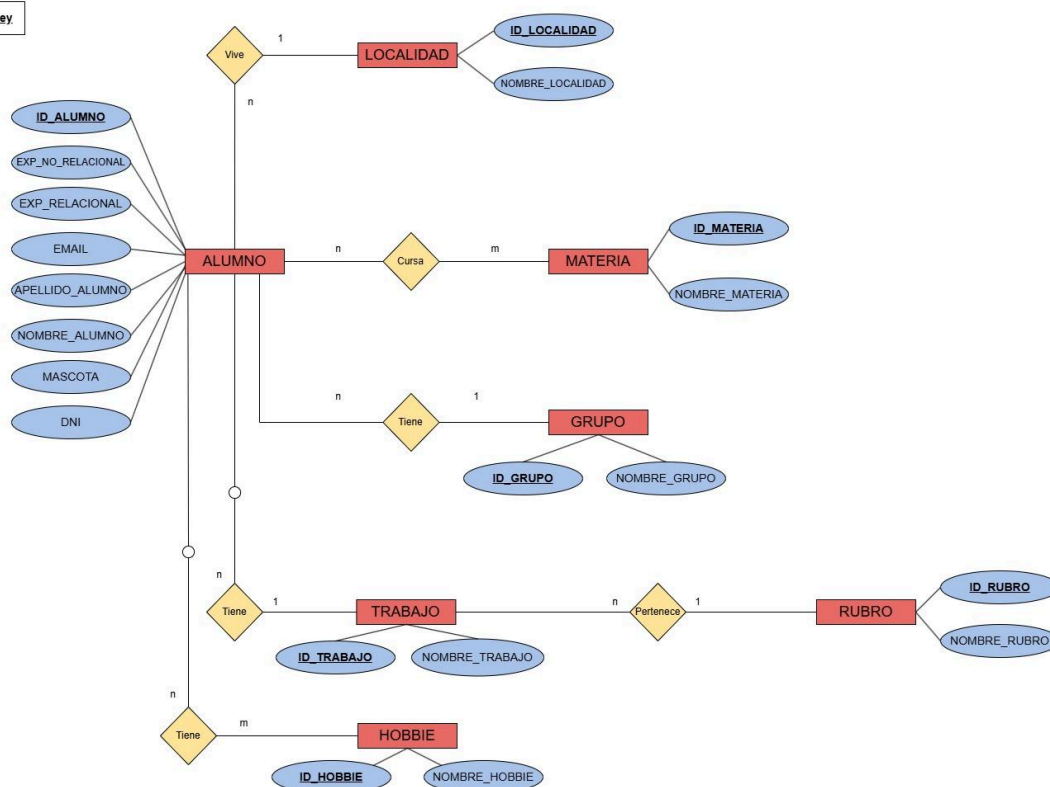 ey
1
Vive
LOCALIDAD
ID_LOCALIDAD
NOMBRE_LOCALIDAD
n
ID_ALUMNO
EXP_NO_RELACIONAL
EXP_RELACIONAL
EMAIL
APELLIDO_ALUMNO
NOMBRE_ALUMNO
MASCOTA
DNI
ALUMNO
n
Cursa
m
MATERIA
ID_MATERIA
NOMBRE_MATERIA
n
Tiene
1
GRUPO
ID_GRUPO
NOMBRE_GRUPO
n
Tiene
1
TRABAJO
ID_TRABAJO
NOMBRE_TRABAJO
n
Pertenece
1
RUBRO
ID_RUBRO
NOMBRE_RUBRO
n
Tiene
m
HOBBIE
ID_HOBBIE
NOMBRE_HOBBIE